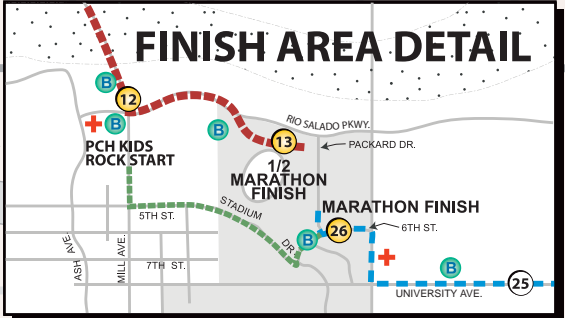 FINISH AREA DETAIL
B
12
B
PCH KIDS
ROCK START
B
RIO SALADO PKWY.
13
PACKARD DR.
1/2
MARATHON
FINISH
MARATHON FINISH
5TH ST.
STADIUM
DR.
B
26
6TH ST.
ASH AVE.
MILL AVE.
7TH ST.
B
25
UNIVERSITY AVE.